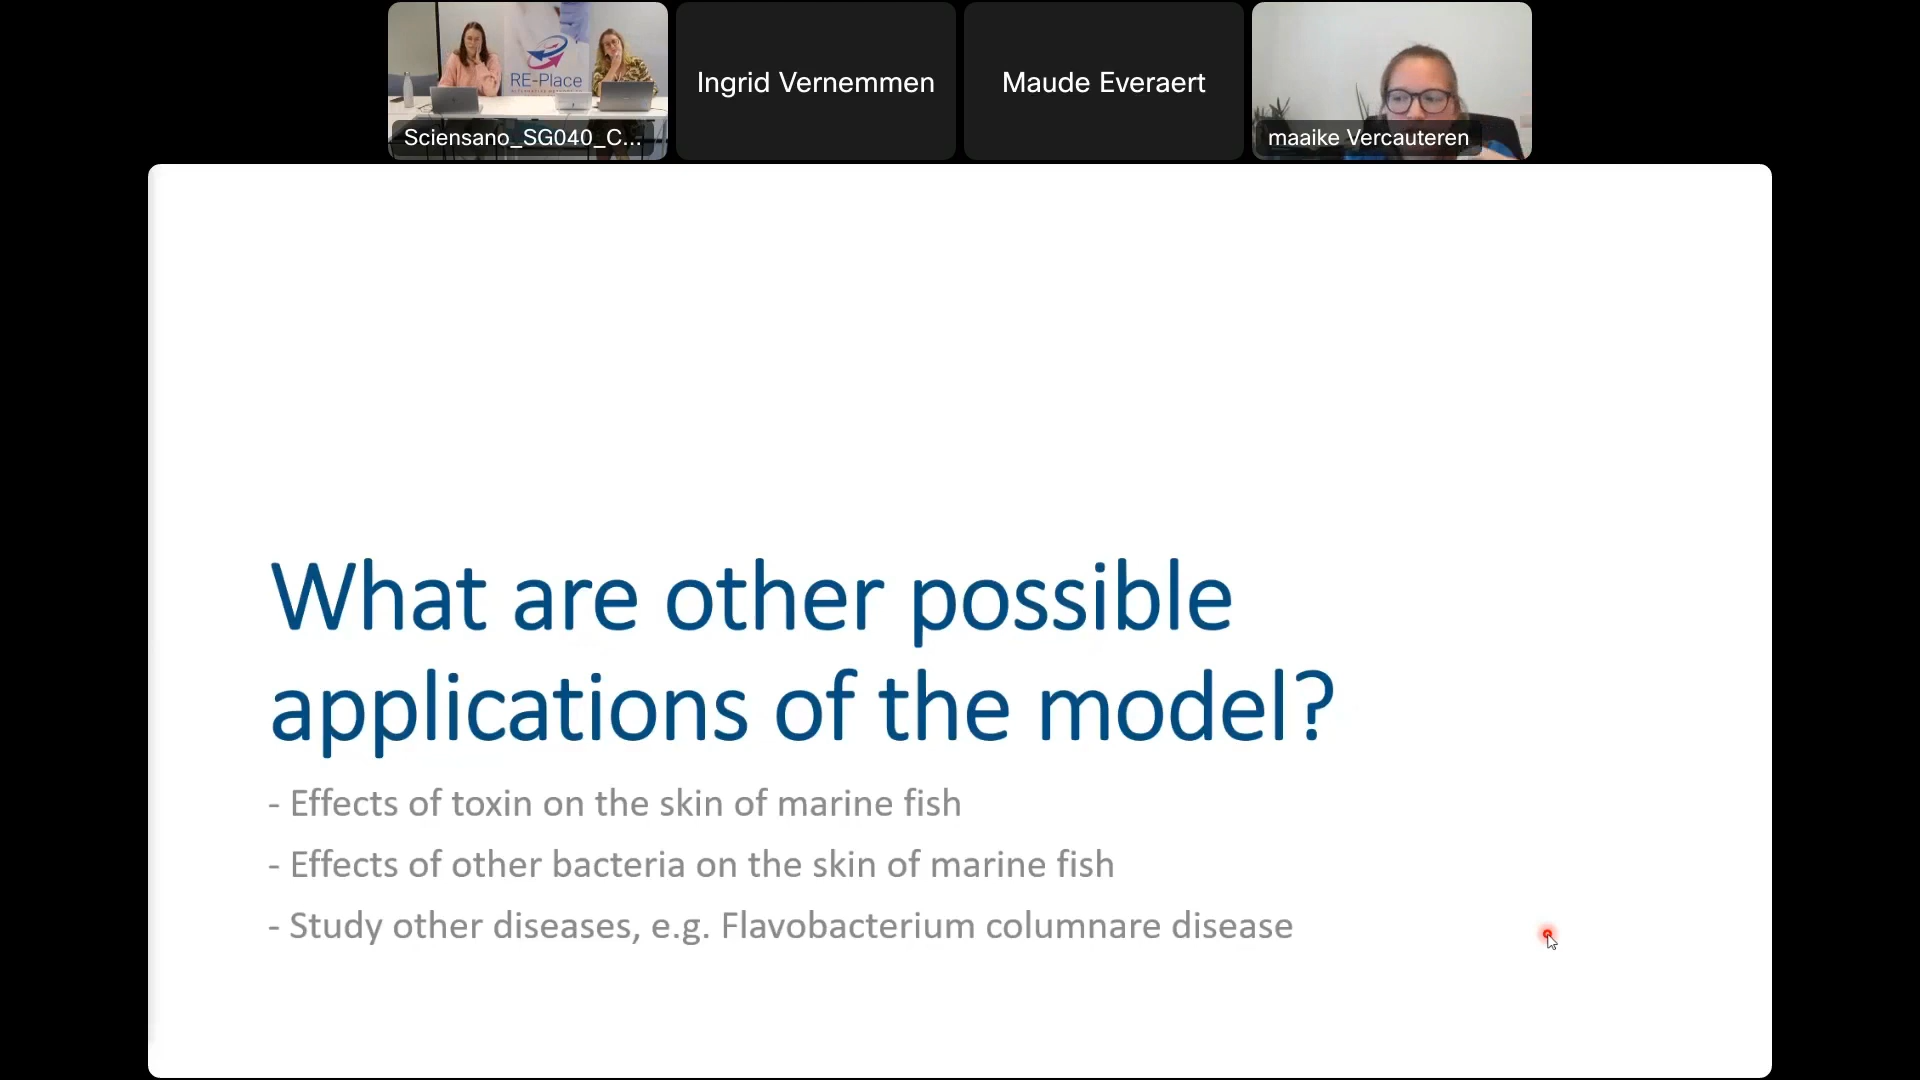 RE-Place
Sciensano_SG040_C...
Ingrid Vernemmen
Maude Everaert
maaike Vercauteren
What are other possible
applications of the model?
- Effects of toxin on the skin of marine fish
- Effects of other bacteria on the skin of marine fish
- Study other diseases, e.g. Flavobacterium columnare disease